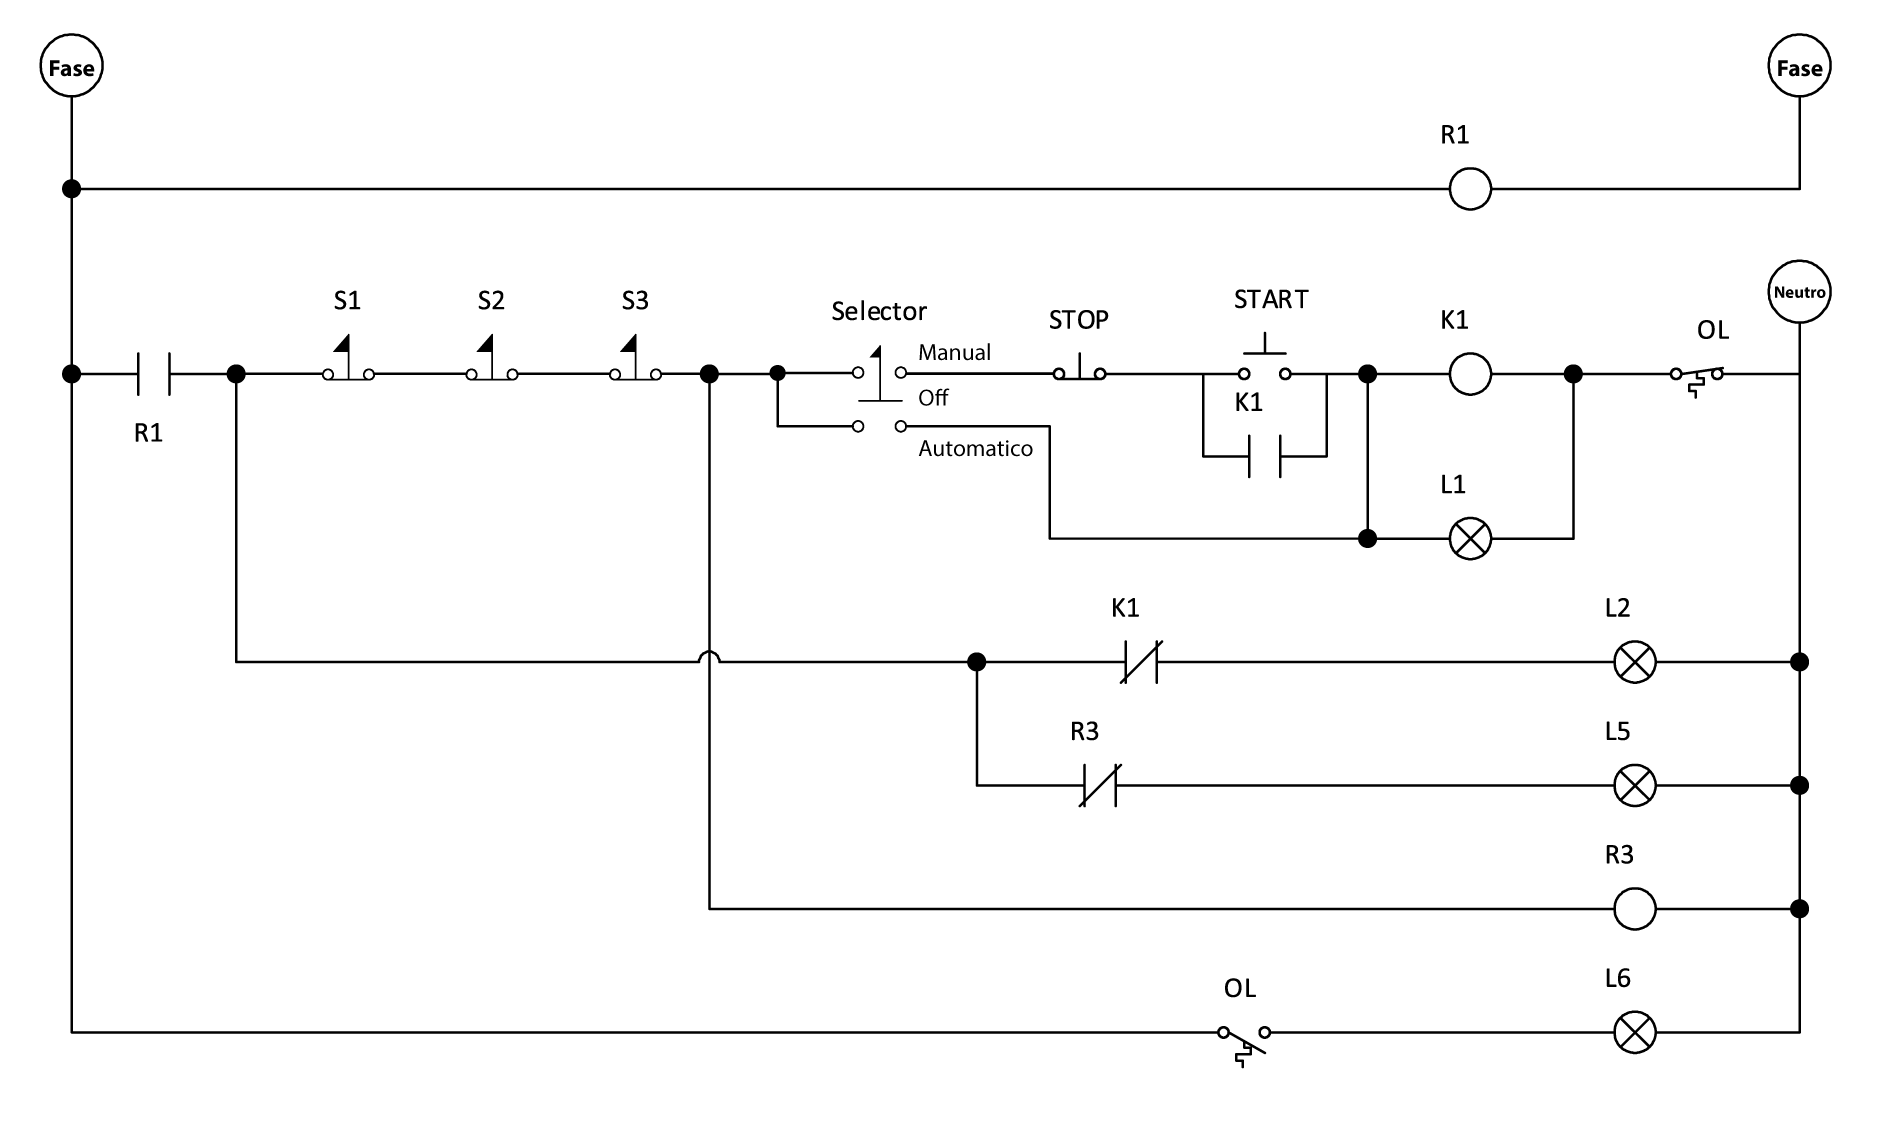 Fase
Fase
R1
S1
S2
S3
Selector
Manual
Off
Automatico
STOP
START
K1
K1
OL
Neutro
R1
L1
K1
L2
R3
L5
R3
OL
L6